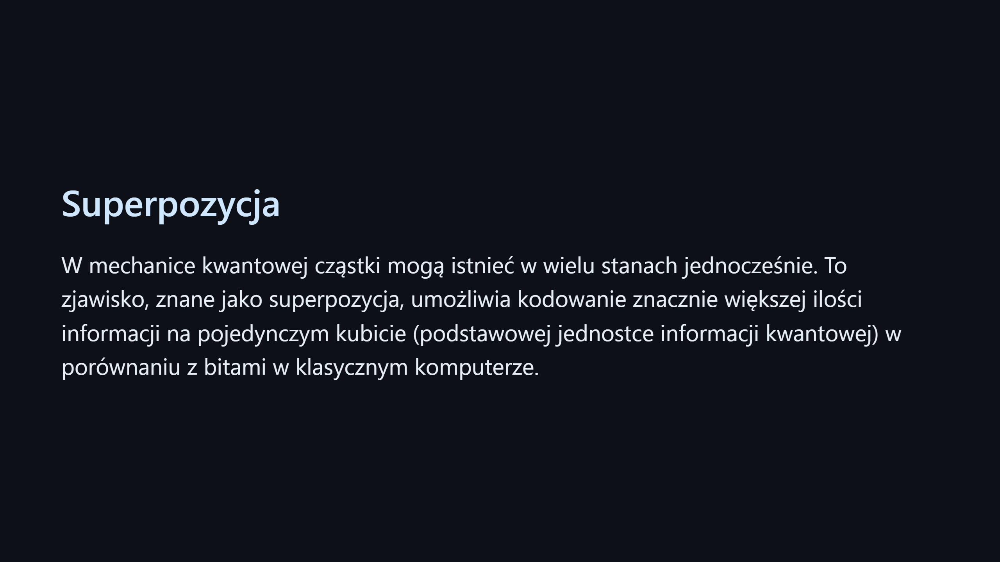 Superpozycja
W mechanice kwantowej cząstki mogą istnieć w wielu stanach jednocześnie. To
zjawisko, znane jako superpozycja, umożliwia kodowanie znacznie większej ilości
informacji na pojedynczym kubicie (podstawowej jednostce informacji kwantowej) w
porównaniu z bitami w klasycznym komputerze.